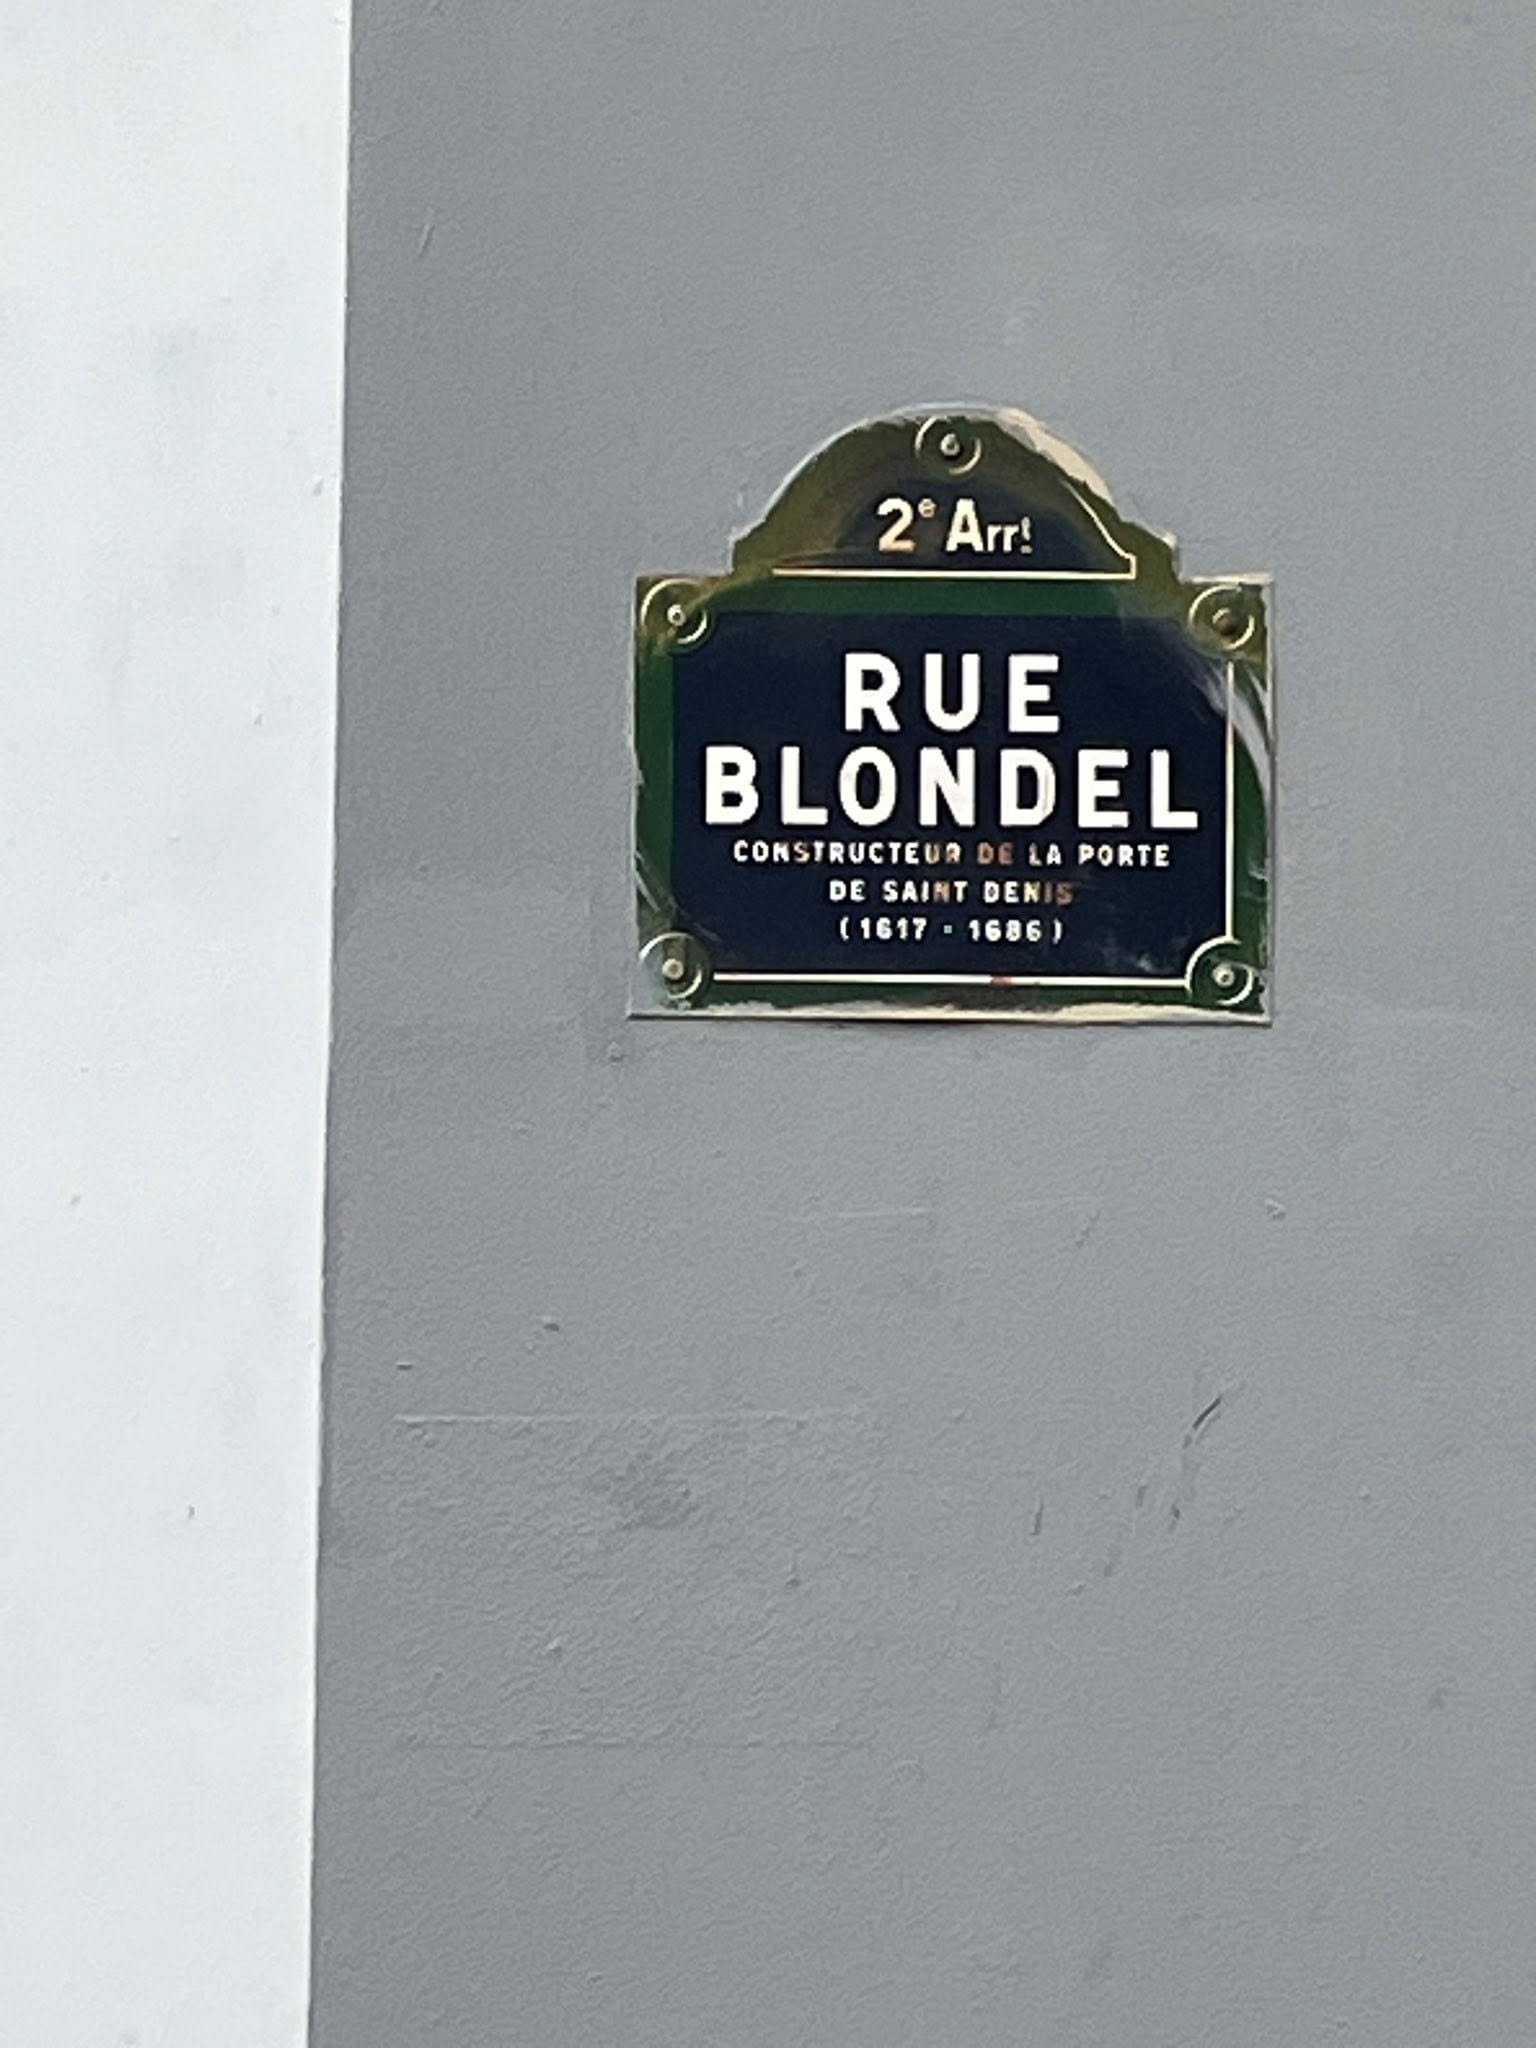 2e Arrt
RUE
BLONDEL
CONSTRUCTEUR DE LA PORTE
DE SAINT DENIS
(1617 - 1686)